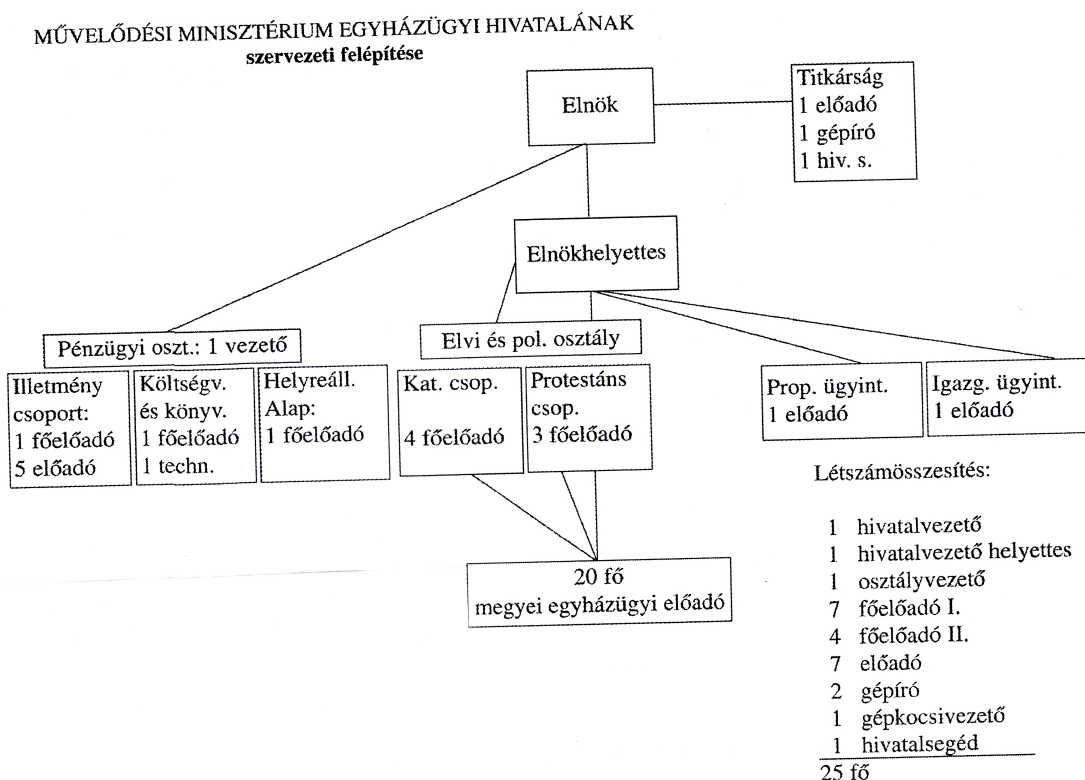 MŰVELŐDÉSI MINISZTÉRIUM EGYHÁZÜGYI HIVATALÁNAK
szervezeti felépítése
Elnök
Titkárság
1 előadó
1 gépíró
1 hiv. s.
Elnökhelyettes
Pénzügyi oszt.: 1 vezető
Elvi és pol. osztály
Illetmény
csoport:
1 főelőadó
5 előadó
Költségv.
és könyv.
1 főelőadó
1 techn.
Helyreáll.
Alap:
1 főelőadó
Kat. csop.
4 főelőadó
Protestáns
csop.
3 főelőadó
Prop. ügyint.
1 előadó
Igazg. ügyint.
1 előadó
20 fő
megyei egyházügyi előadó
Létszámösszesítés:
1 hivatalvezető
1 hivatalvezető helyettes
1 osztályvezető
7 főelőadó I.
4 főelőadó II.
7 előadó
2 gépíró
1 gépkocsivezető
1 hivatalsegéd
25 fő